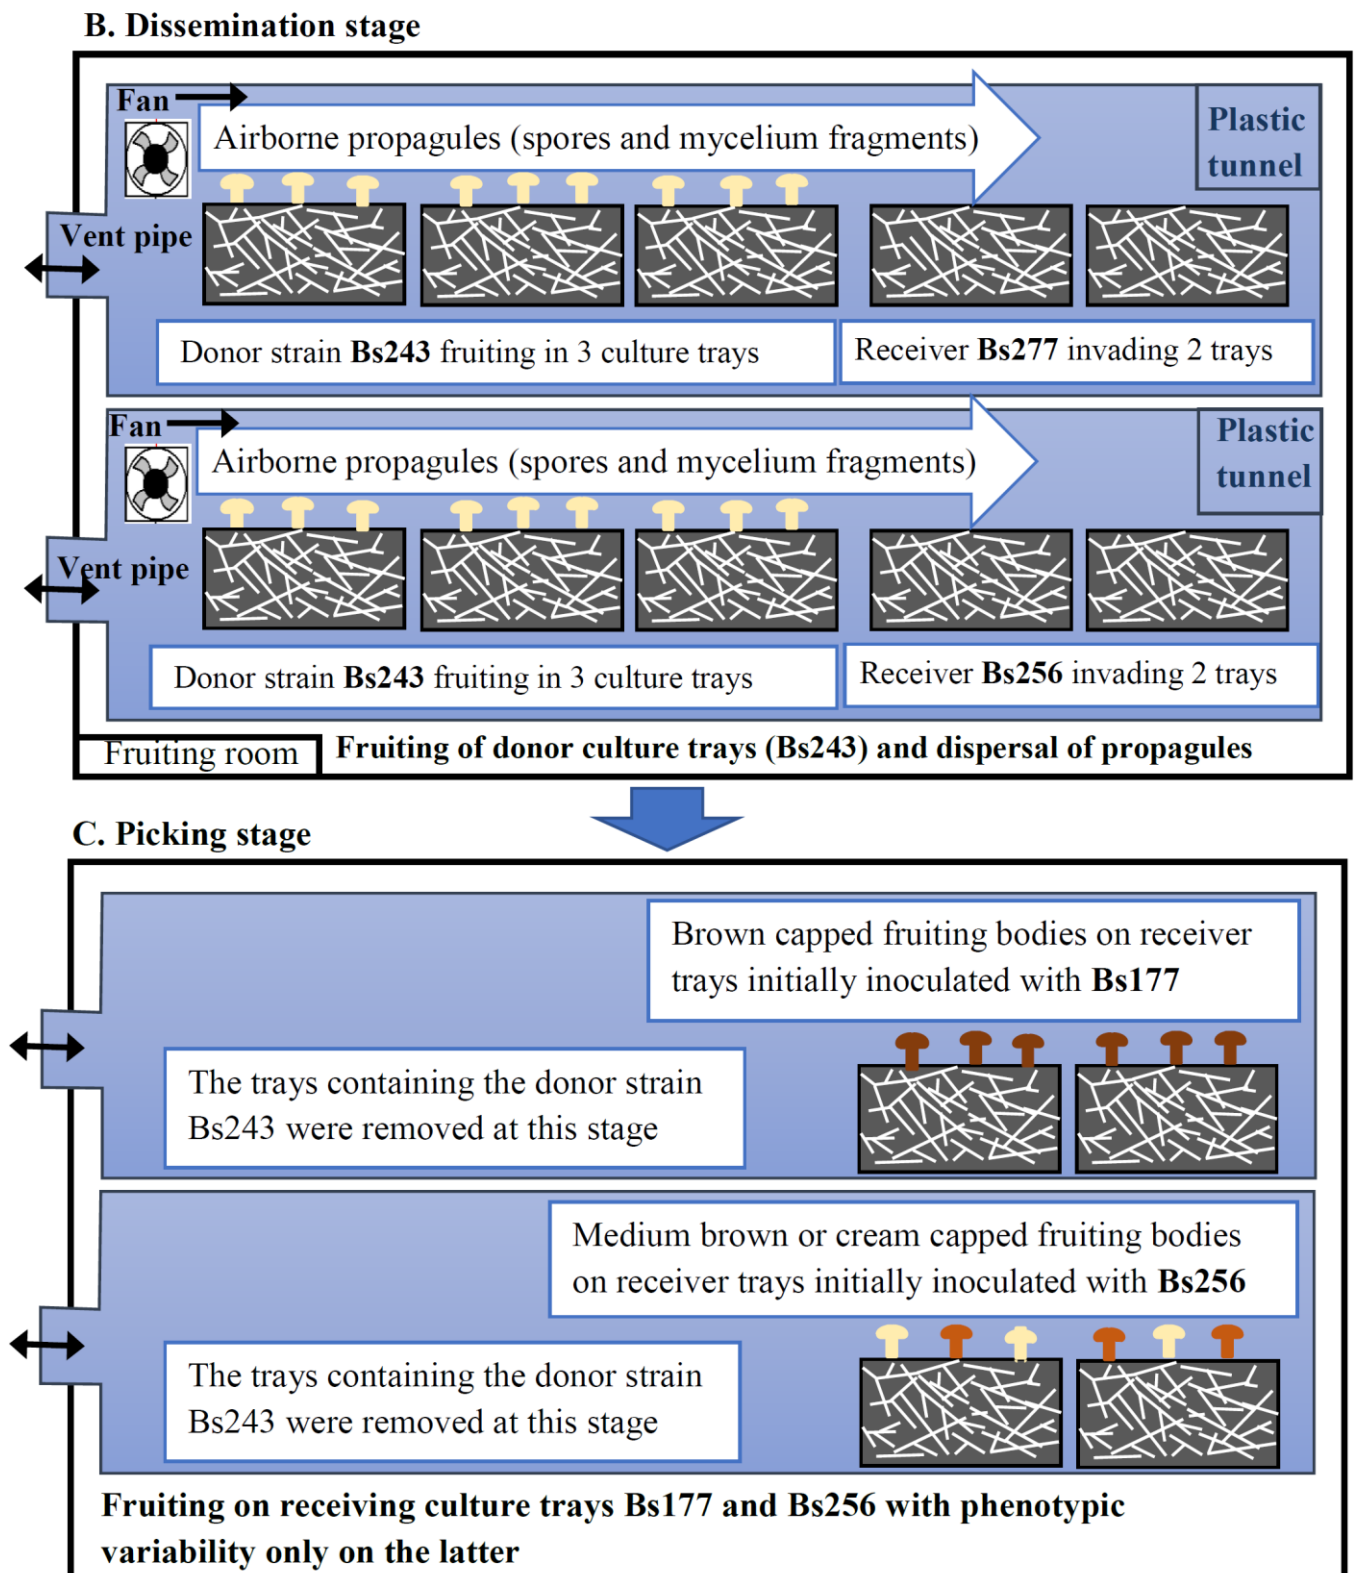 B. Dissemination stage
Fan
Airborne propagules (spores and mycelium fragments)
Plastic
tunnel
Vent pipe
Donor strain Bs243 fruiting in 3 culture trays
Receiver Bs277 invading 2 trays
Fan
Airborne propagules (spores and mycelium fragments)
Plastic
tunnel
Vent pipe
Donor strain Bs243 fruiting in 3 culture trays
Receiver Bs256 invading 2 trays
Fruiting room
Fruiting of donor culture trays (Bs243) and dispersal of propagules
C. Picking stage
Brown capped fruiting bodies on receiver
trays initially inoculated with Bs177
The trays containing the donor strain
Bs243 were removed at this stage
Medium brown or cream capped fruiting bodies
on receiver trays initially inoculated with Bs256
The trays containing the donor strain
Bs243 were removed at this stage
Fruiting on receiving culture trays Bs177 and Bs256 with phenotypic
variability only on the latter